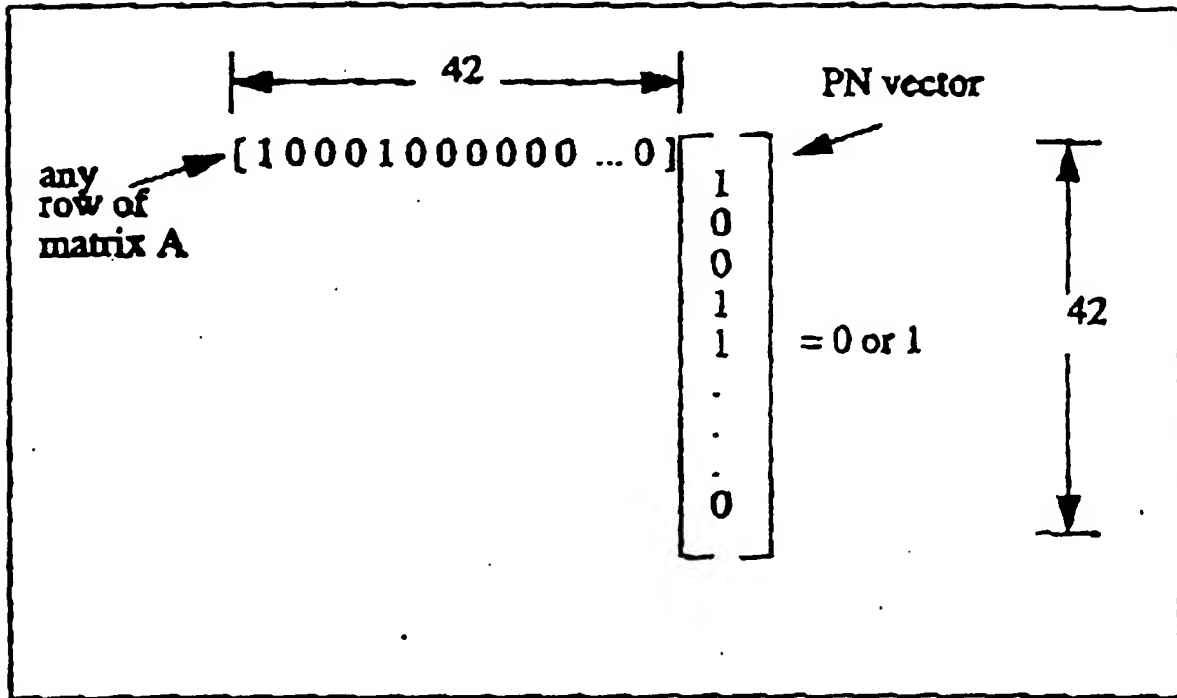 42
PN vector
[10001000000 ...0]
any
row of
matrix A
1
0
0
1
1
.
.
.
0
= 0 or 1
42